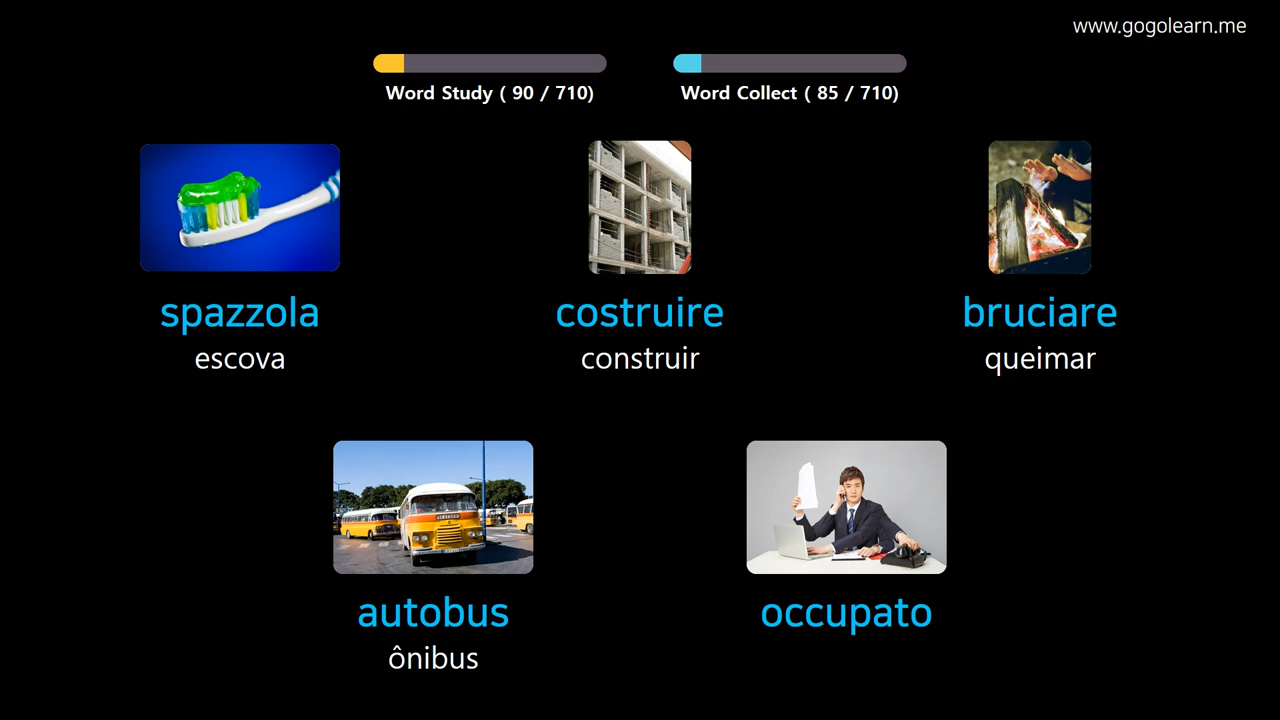 www.gogolearn.me
Word Study ( 90 / 710)
Word Collect ( 85 / 710)
spazzola
escova
costruire
construir
bruciare
queimar
autobus
ônibus
occupato